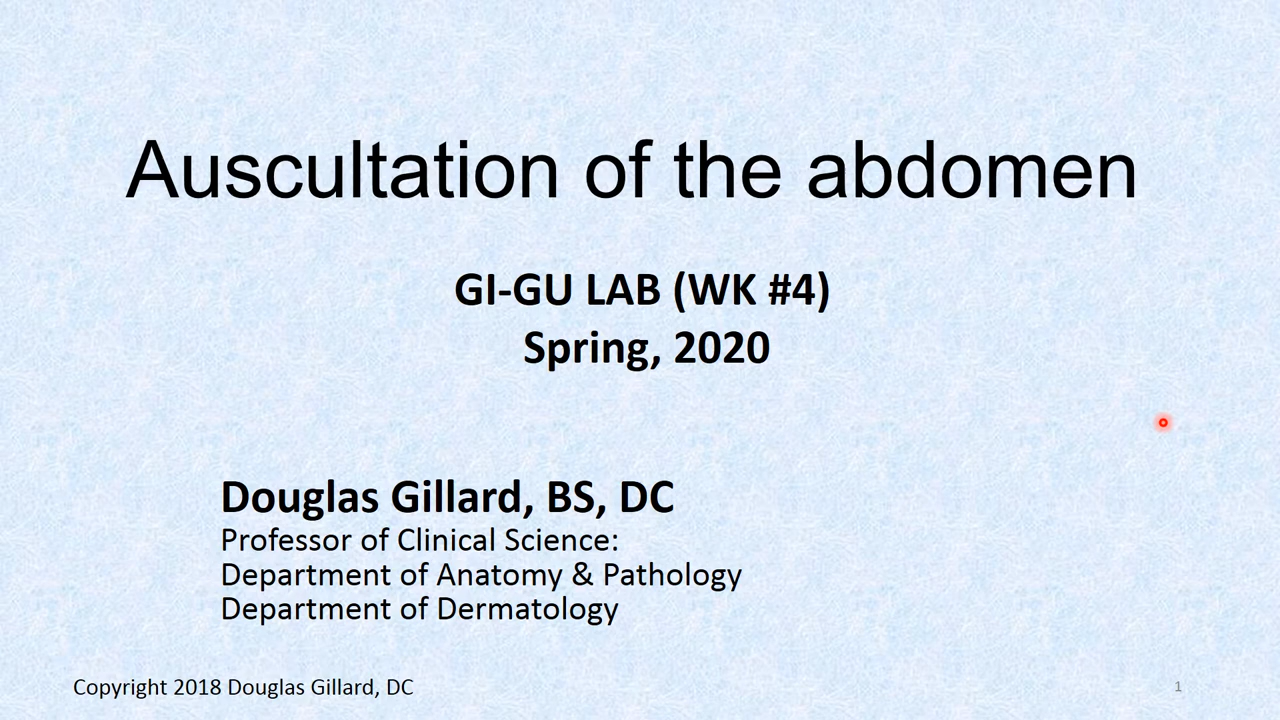 Auscultation of the abdomen
GI-GU LAB (WK #4)
Spring, 2020
Douglas Gillard, BS, DC
Professor of Clinical Science:
Department of Anatomy & Pathology
Department of Dermatology
Copyright 2018 Douglas Gillard, DC
1